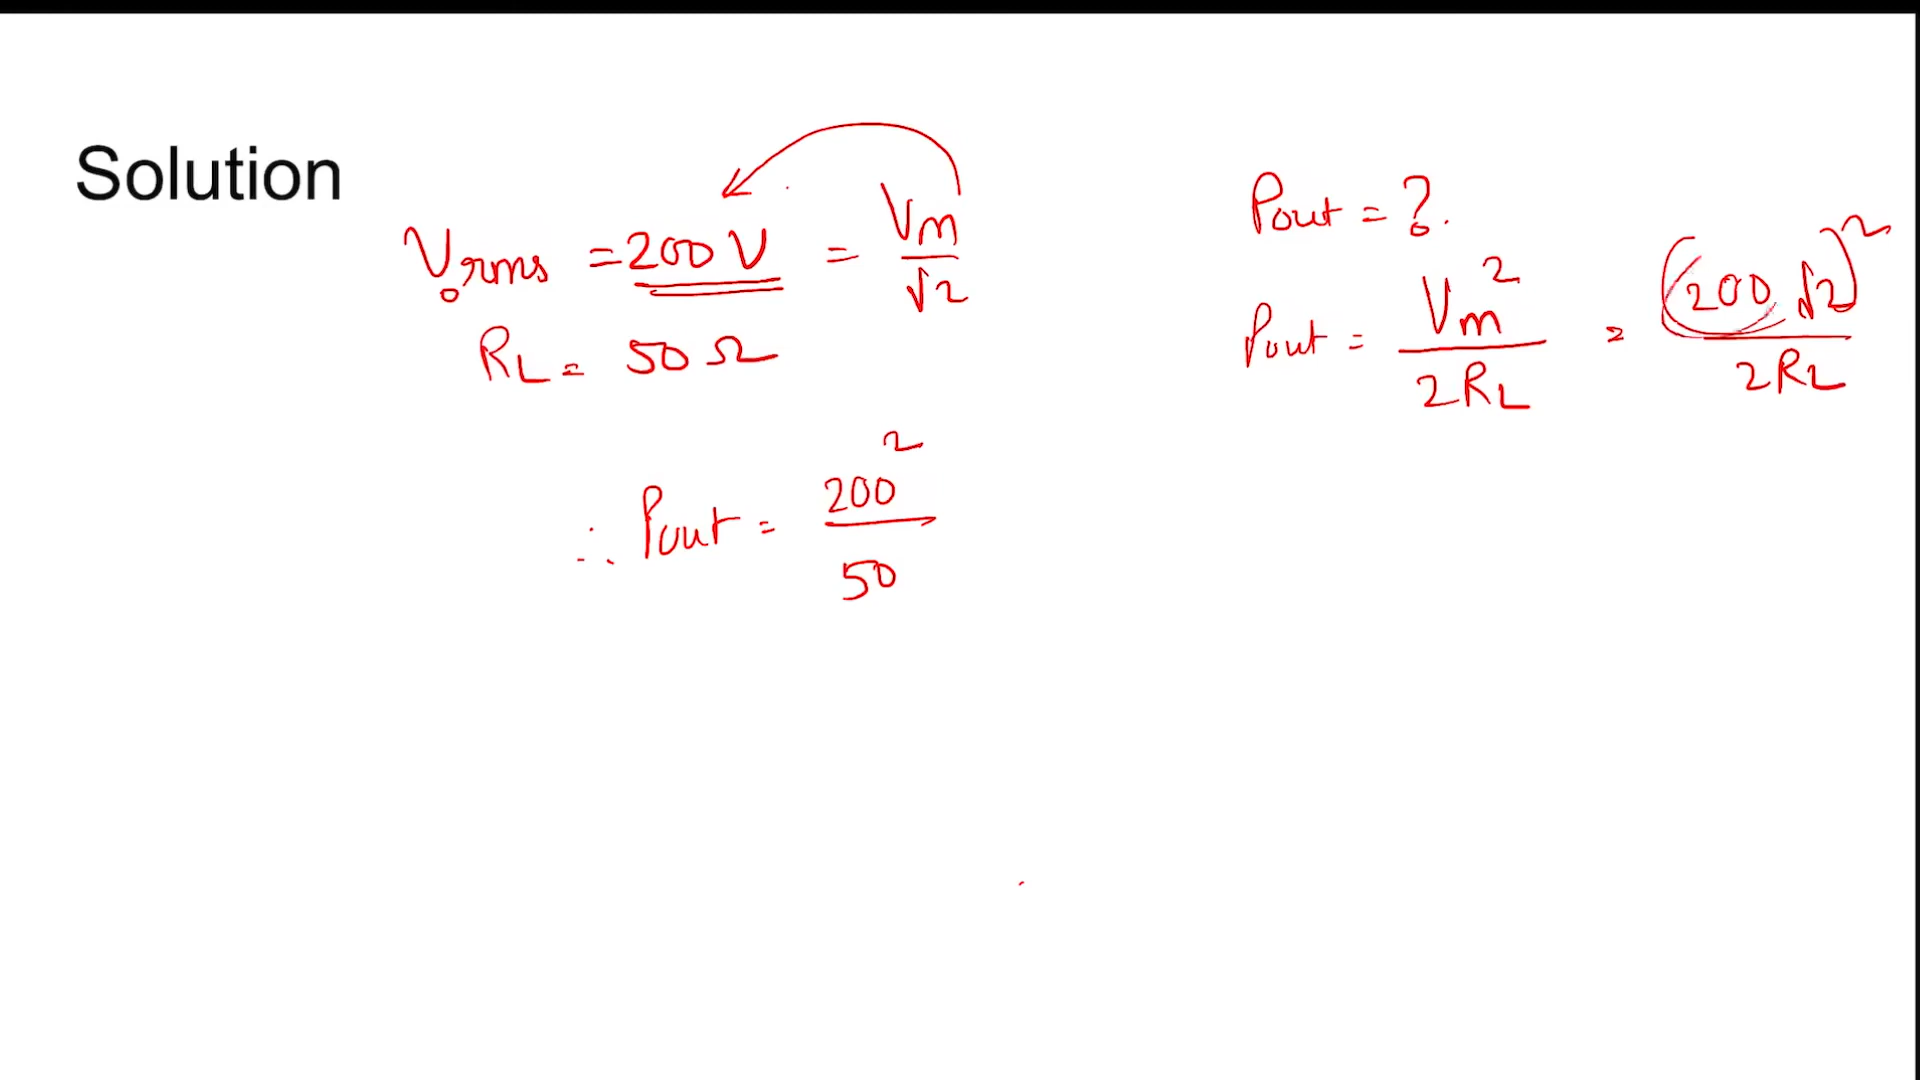 Solution
Vrms = 200 V = Vm/√2
RL = 50 Ω
Pout = ?.
Pout = Vm²/2RL = (200√2)²/2RL
∴ Pout = 200²/50